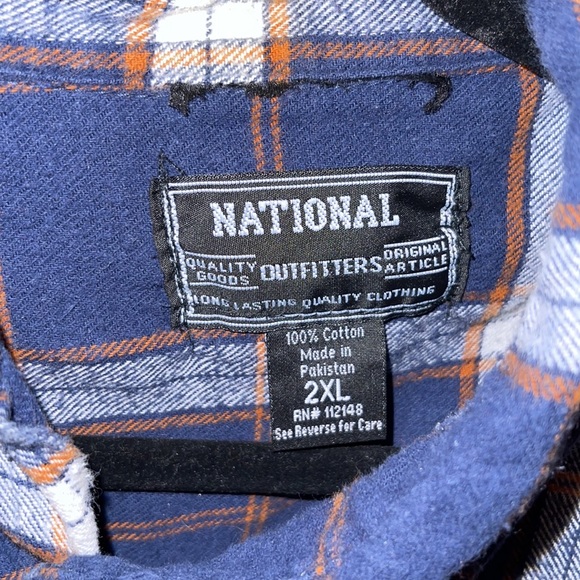 NATIONAL
QUALITY GOODS OUTFITTERS ORIGINAL ARTICLE
LONG LASTING QUALITY CLOTHING
100% Cotton
Made in
Pakistan
2XL
RN# 112148
See Reverse for Care